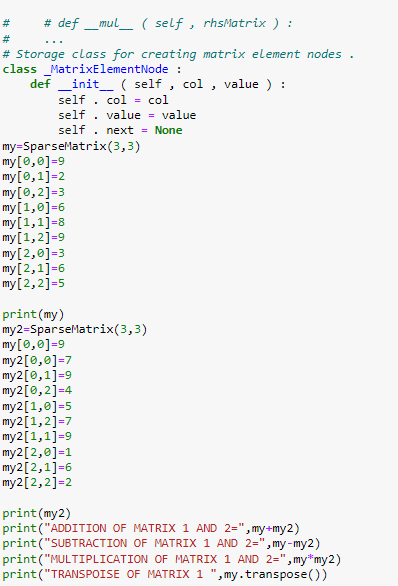 #     # def __mul__ ( self , rhsMatrix ) :
#     ...
# Storage class for creating matrix element nodes .
class _MatrixElementNode :
    def __init__ ( self , col , value ) :
        self . col = col
        self . value = value
        self . next = None
my=SparseMatrix(3,3)
my[0,0]=9
my[0,1]=2
my[0,2]=3
my[1,0]=6
my[1,1]=8
my[1,2]=9
my[2,0]=3
my[2,1]=6
my[2,2]=5

print(my)
my2=SparseMatrix(3,3)
my[0,0]=9
my2[0,0]=7
my2[0,1]=9
my2[0,2]=4
my2[1,0]=5
my2[1,2]=7
my2[1,1]=9
my2[2,0]=1
my2[2,1]=6
my2[2,2]=2

print(my2)
print("ADDITION OF MATRIX 1 AND 2=",my+my2)
print("SUBTRACTION OF MATRIX 1 AND 2=",my-my2)
print("MULTIPLICATION OF MATRIX 1 AND 2=",my*my2)
print("TRANSPOISE OF MATRIX 1 ",my.transpose())